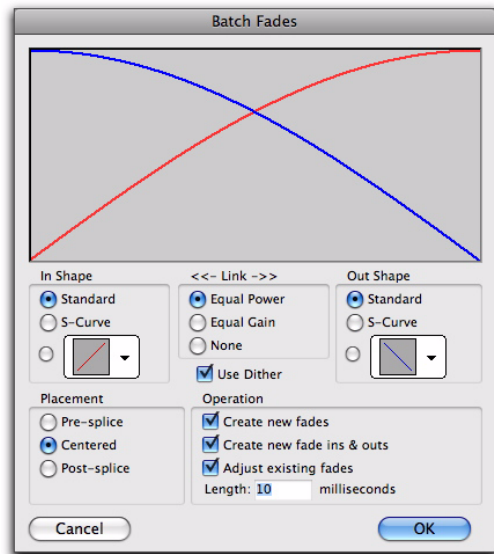 Batch Fades
In Shape
Standard
S-Curve
<<- Link ->>
Equal Power
Equal Gain
None
Use Dither
Out Shape
Standard
S-Curve
Placement
Pre-splice
Centered
Post-splice
Operation
Create new fades
Create new fade ins & outs
Adjust existing fades
Length: 10 milliseconds
Cancel
OK